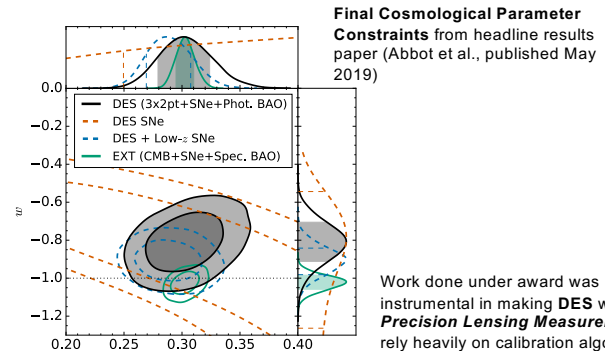 Final Cosmological Parameter
Constraints from headline results
paper (Abbot et al., published May
2019)
0.0
DES (3x2pt+SNe+Phot. BAO)
DES SNe
DES + Low-z SNe
EXT (CMB+SNe+Spec. BAO)
−0.4
−0.6
w
−0.8
−1.0
−1.2
0.20 0.25 0.30 0.35 0.40 0.40
Work done under award was
instrumental in making DES w
Precision Lensing Measure
rely heavily on calibration algo